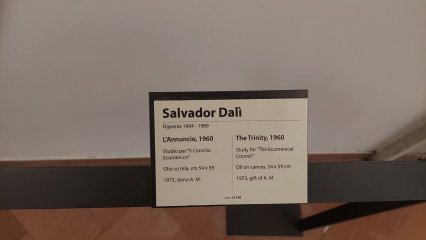 Salvador Dalì
Figueras 1904 - 1989
L'Annuncio, 1960
Studio per "Il Concilio
Ecumenico"
Olio su tela, cm 54 x 59
1973, dono A. M.
The Trinity, 1960
Study for "The Ecumenical
Council"
Oil on canvas, 54 x 59 cm
1973, gift of A. M.